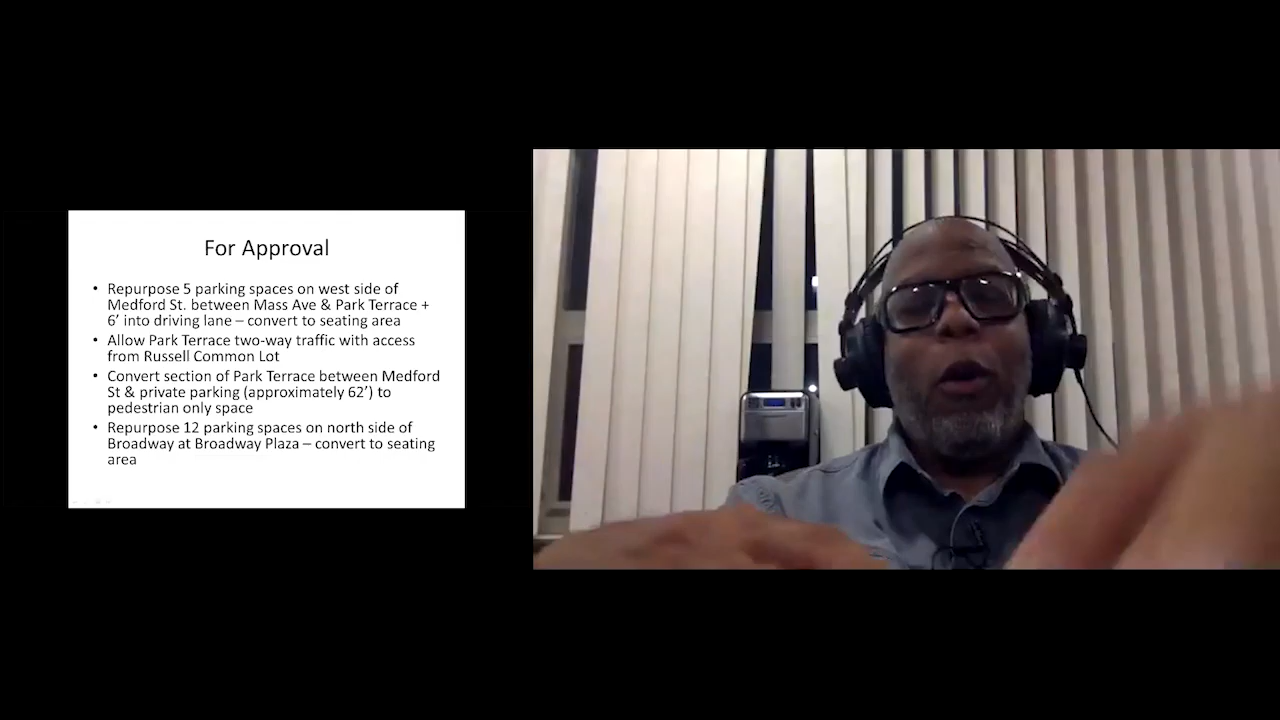 For Approval
• Repurpose 5 parking spaces on west side of
Medford St. between Mass Ave & Park Terrace +
6’ into driving lane – convert to seating area
• Allow Park Terrace two-way traffic with access
from Russell Common Lot
• Convert section of Park Terrace between Medford
St & private parking (approximately 62’) to
pedestrian only space
• Repurpose 12 parking spaces on north side of
Broadway at Broadway Plaza – convert to seating
area